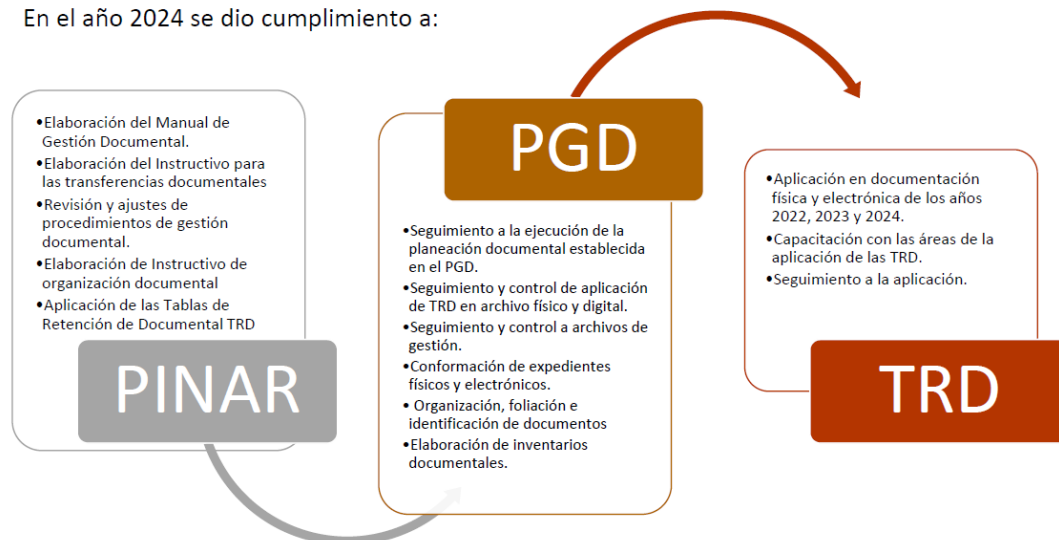 En el año 2024 se dio cumplimiento a:
•Elaboración del Manual de
Gestión Documental.
•Elaboración del Instructivo para
las transferencias documentales
•Revisión y ajustes de
procedimientos de gestión
documental.
•Elaboración de Instructivo de
organización documental
•Aplicación de las Tablas de
Retención de Documental TRD
PINAR
PGD
•Seguimiento a la ejecución de la
planeación documental establecida
en el PGD.
•Seguimiento y control de aplicación
de TRD en archivo físico y digital.
•Seguimiento y control a archivos de
gestión.
•Conformación de expedientes
físicos y electrónicos.
• Organización, foliación e
identificación de documentos
•Elaboración de inventarios
documentales.
•Aplicación en documentación
física y electrónica de los años
2022, 2023 y 2024.
•Capacitación con las áreas de la
aplicación de las TRD.
•Seguimiento a la aplicación.
TRD